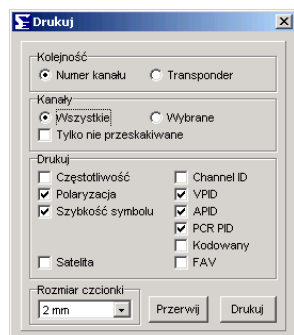 Drukuj
Kolejność
Numer kanału Transponder
Kanały
Wszystkie Wybrane
Tylko nie przeskakiwane
Drukuj
Częstotliwość Channel ID
Polaryzacja VPID
Szybkość symbolu APID
PCR PID
Kodowany
Satelita FAV
Rozmiar czcionki
2 mm Przerwij Drukuj